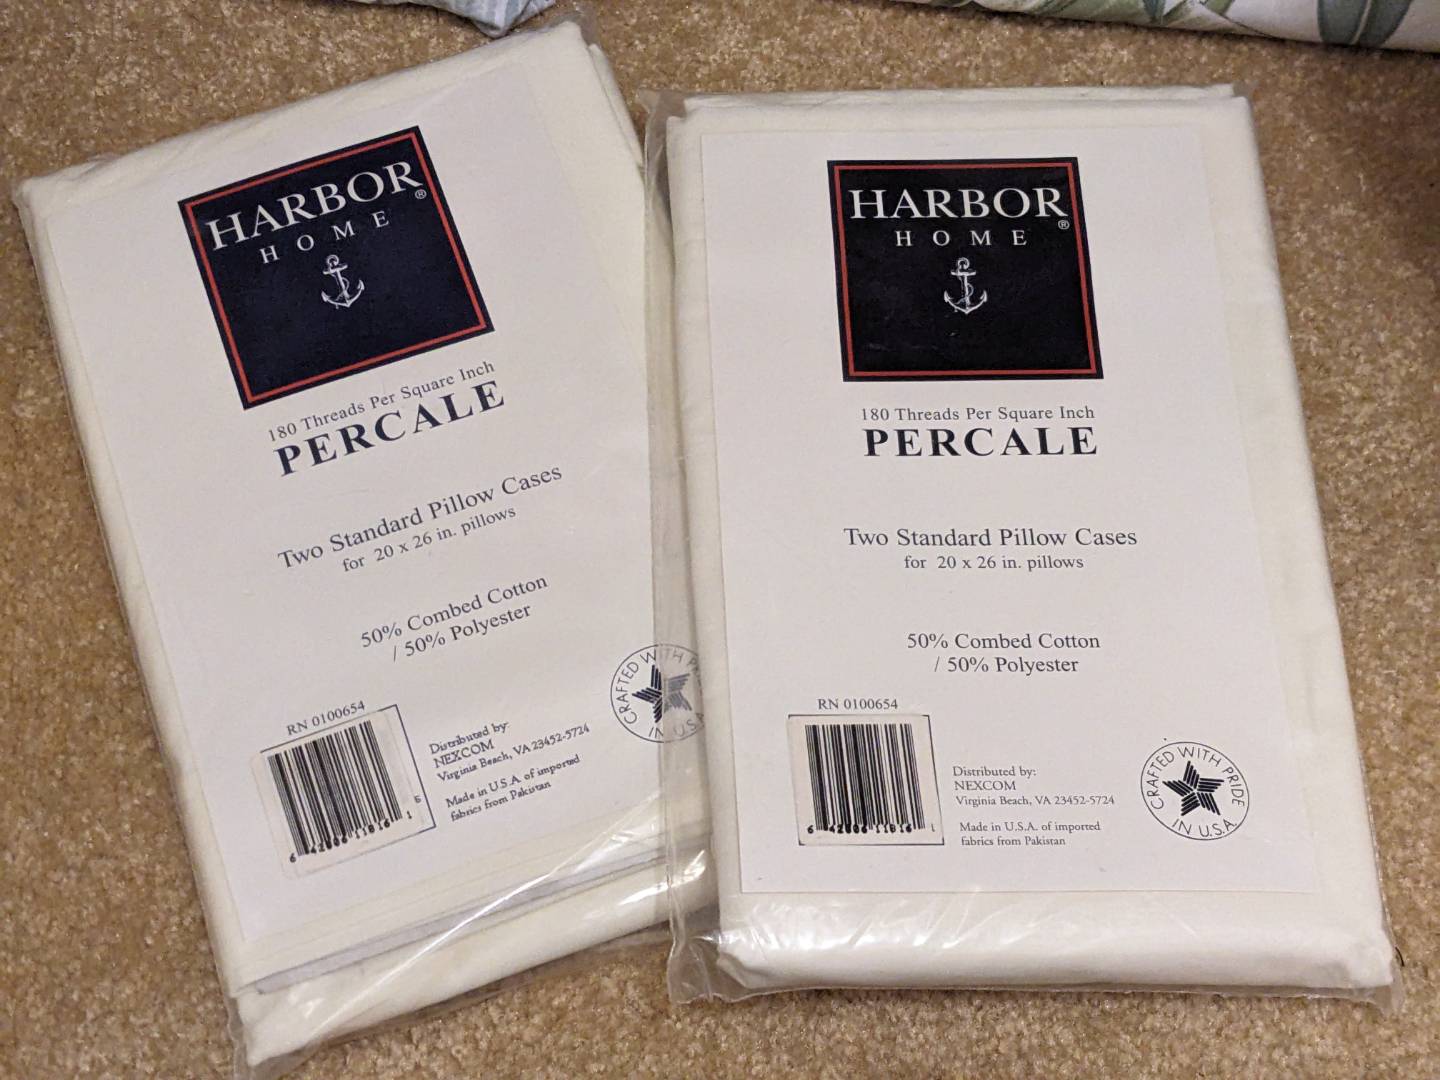 HARBOR®
HOME
180 Threads Per Square Inch
PERCALE
Two Standard Pillow Cases
for 20 x 26 in. pillows
50% Combed Cotton
/ 50% Polyester
RN 0100654
Distributed by:
NEXCOM
Virginia Beach, VA 23452-5724
Made in U.S.A. of imported
fabrics from Pakistan
CRAFTED WITH PRIDE
IN U.S.A.
HARBOR®
HOME
180 Threads Per Square Inch
PERCALE
Two Standard Pillow Cases
for 20 x 26 in. pillows
50% Combed Cotton
/ 50% Polyester
RN 0100654
Distributed by:
NEXCOM
Virginia Beach, VA 23452-5724
Made in U.S.A. of imported
fabrics from Pakistan
CRAFTED WITH PRIDE
IN U.S.A.